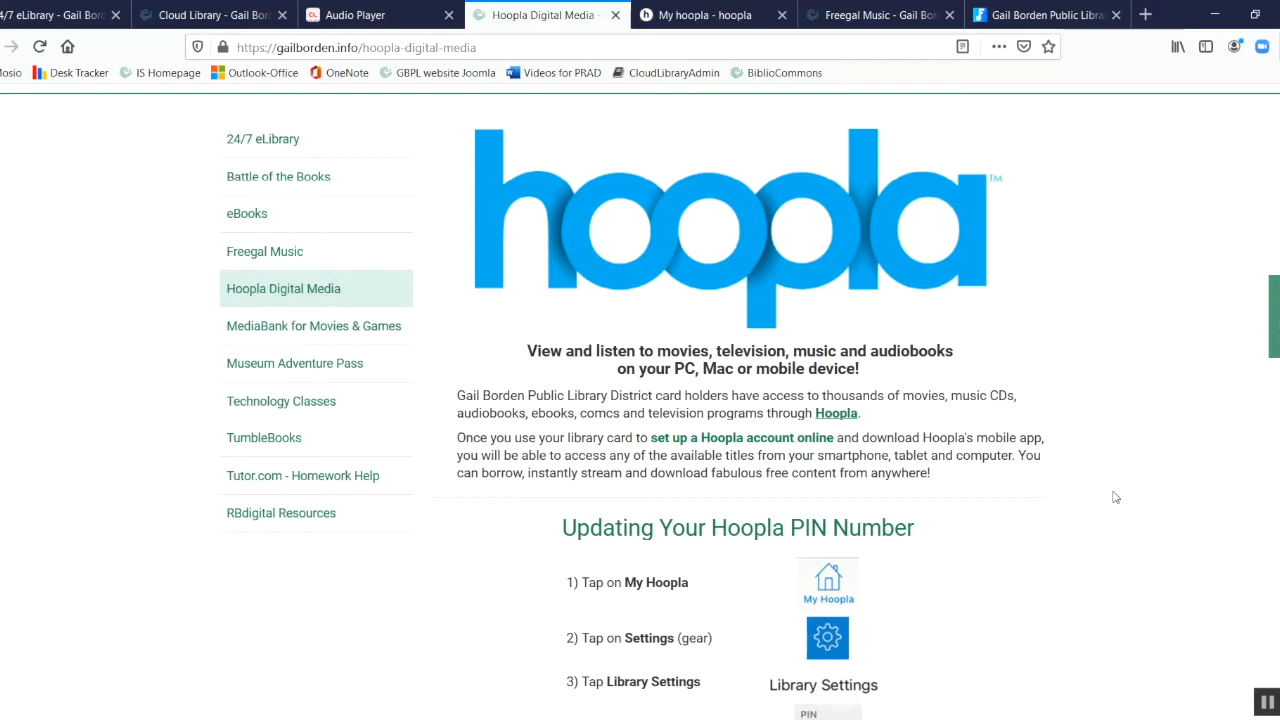 4/7 eLibrary - Gail Bor
Cloud Library - Gail Bor
CL Audio Player
Hoopla Digital Media -
h My hoopla - hoopla
Freegal Music - Gail Bor
Gail Borden Public Libra
https://gailborden.info/hoopla-digital-media
Mosio
Desk Tracker
IS Homepage
Outlook-Office
OneNote
GBPL website Joomla
Videos for PRAD
CloudLibraryAdmin
BiblioCommons
24/7 eLibrary
Battle of the Books
eBooks
Freegal Music
Hoopla Digital Media
MediaBank for Movies & Games
Museum Adventure Pass
Technology Classes
TumbleBooks
Tutor.com - Homework Help
RBdigital Resources
hoopla™
View and listen to movies, television, music and audiobooks
on your PC, Mac or mobile device!
Gail Borden Public Library District card holders have access to thousands of movies, music CDs,
audiobooks, ebooks, comcs and television programs through Hoopla.
Once you use your library card to set up a Hoopla account online and download Hoopla's mobile app,
you will be able to access any of the available titles from your smartphone, tablet and computer. You
can borrow, instantly stream and download fabulous free content from anywhere!
Updating Your Hoopla PIN Number
1) Tap on My Hoopla
My Hoopla
2) Tap on Settings (gear)
3) Tap Library Settings
Library Settings
PIN